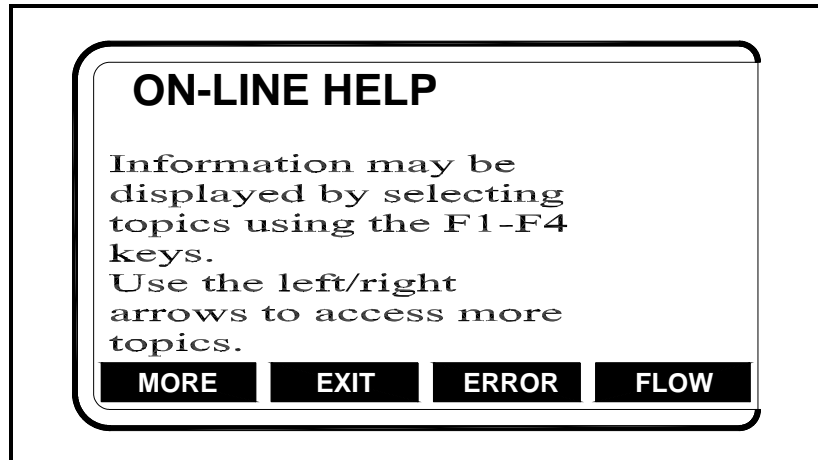 ON-LINE HELP
Information may be
displayed by selecting
topics using the F1-F4
keys.
Use the left/right
arrows to access more
topics.
MORE EXIT ERROR FLOW